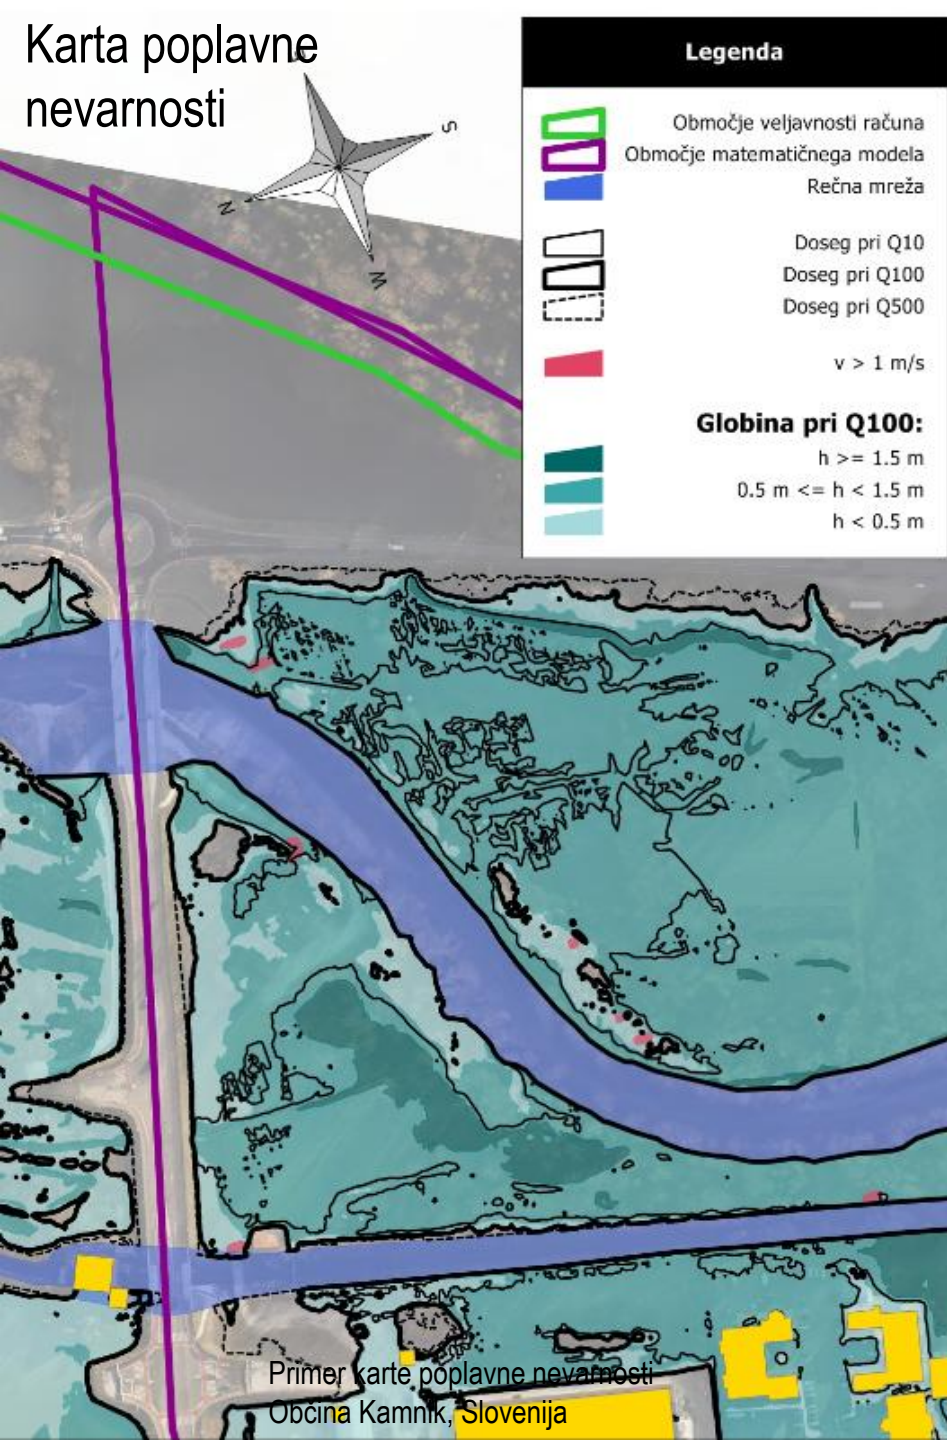 Karta poplavne
nevarnosti
S
Z
M
Legenda
Območje veljavnosti računa
Območje matematičnega modela
Rečna mreža
Doseg pri Q10
Doseg pri Q100
Doseg pri Q500
v > 1 m/s
Globina pri Q100:
h >= 1.5 m
0.5 m <= h < 1.5 m
h < 0.5 m
Primer karte poplavne nevarnosti
Občina Kamnik, Slovenija